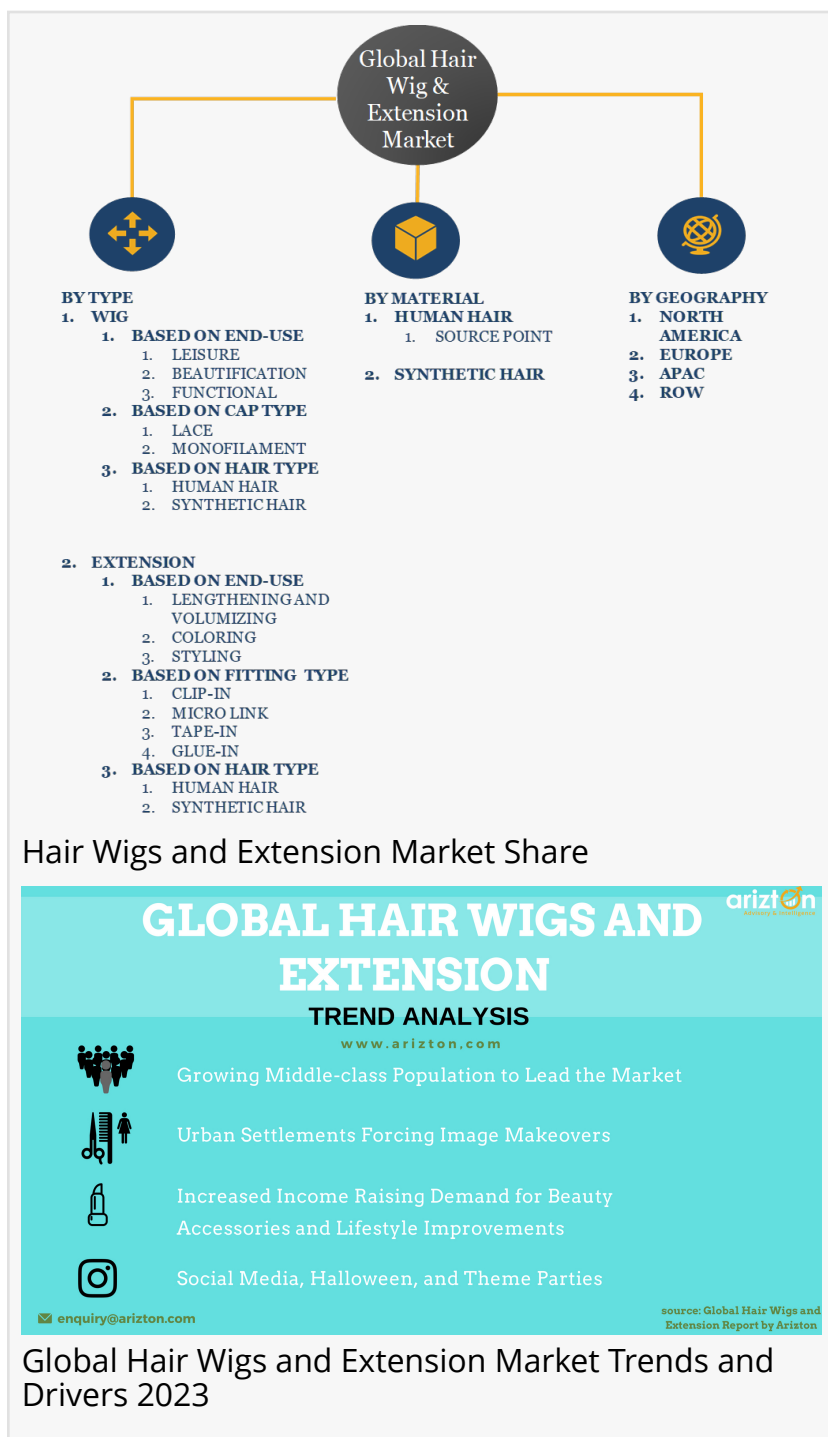 Global Hair
Wig &
Extension
Market
BY TYPE
1. WIG
1. BASED ON END-USE
1. LEISURE
2. BEAUTIFICATION
3. FUNCTIONAL
2. BASED ON CAP TYPE
1. LACE
2. MONOFILAMENT
3. BASED ON HAIR TYPE
1. HUMAN HAIR
2. SYNTHETIC HAIR
2. EXTENSION
1. BASED ON END-USE
1. LENGTHENING AND
VOLUMIZING
2. COLORING
3. STYLING
2. BASED ON FITTING TYPE
1. CLIP-IN
2. MICRO LINK
3. TAPE-IN
4. GLUE-IN
3. BASED ON HAIR TYPE
1. HUMAN HAIR
2. SYNTHETIC HAIR
BY MATERIAL
1. HUMAN HAIR
1. SOURCE POINT
2. SYNTHETIC HAIR
BY GEOGRAPHY
1. NORTH
AMERICA
2. EUROPE
3. APAC
4. ROW
Hair Wigs and Extension Market Share
arizton
Advisory & Intelligence
GLOBAL HAIR WIGS AND
EXTENSION
TREND ANALYSIS
www.arizton.com
Growing Middle-class Population to Lead the Market
Urban Settlements Forcing Image Makeovers
Increased Income Raising Demand for Beauty
Accessories and Lifestyle Improvements
Social Media, Halloween, and Theme Parties
enquiry@arizton.com
source: Global Hair Wigs and
Extension Report by Arizton
Global Hair Wigs and Extension Market Trends and
Drivers 2023